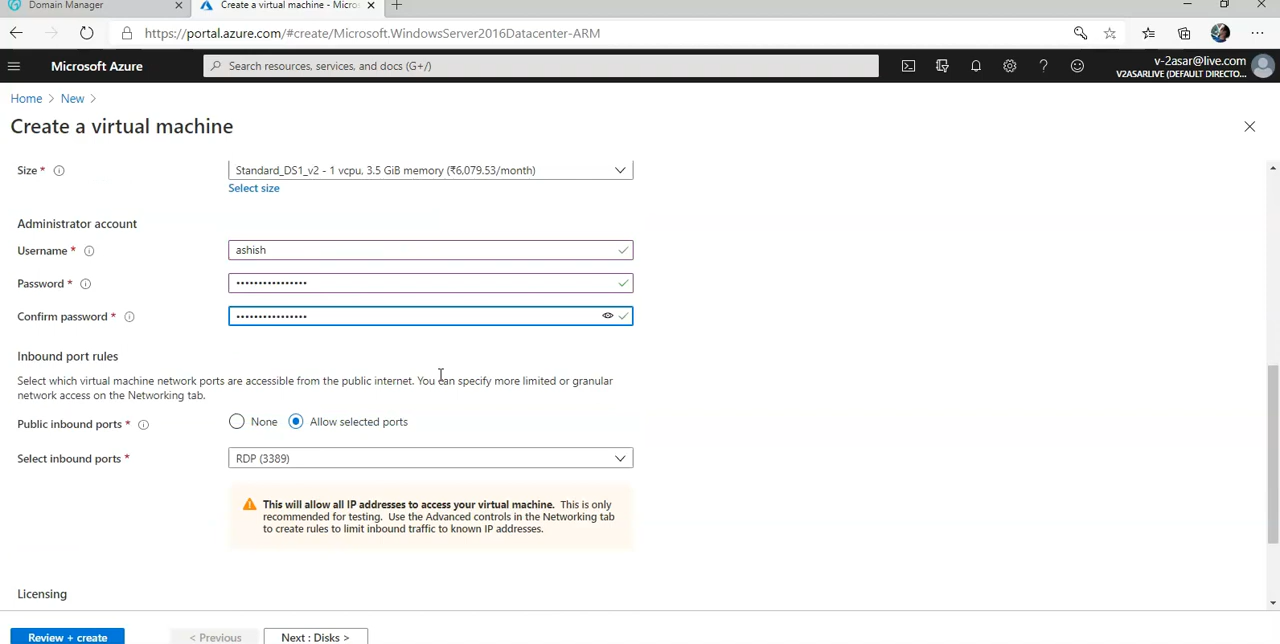 Domain Manager
Create a virtual machine - Micros
https://portal.azure.com/#create/Microsoft.WindowsServer2016Datacenter-ARM
Microsoft Azure
Search resources, services, and docs (G+/)
v-2asar@live.com
V2ASARLIVE (DEFAULT DIRECTO...
Home > New >
Create a virtual machine
Size *
Standard_DS1_v2 - 1 vcpu, 3.5 GiB memory (₹6,079.53/month)
Select size
Administrator account
Username *
ashish
Password *
••••••••••••••••
Confirm password *
••••••••••••••••
Inbound port rules
Select which virtual machine network ports are accessible from the public internet. You can specify more limited or granular
network access on the Networking tab.
Public inbound ports *
None
Allow selected ports
Select inbound ports *
RDP (3389)
This will allow all IP addresses to access your virtual machine. This is only
recommended for testing. Use the Advanced controls in the Networking tab
to create rules to limit inbound traffic to known IP addresses.
Licensing
Review + create
< Previous
Next : Disks >